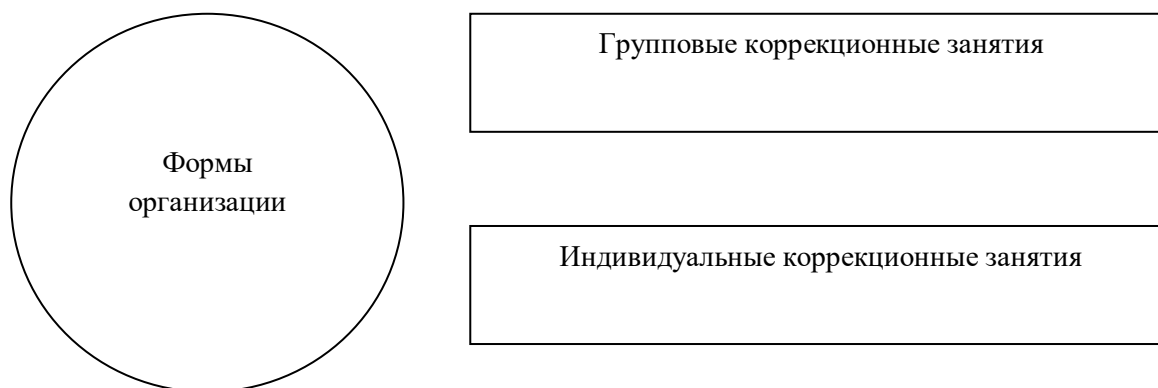 Формы
организации
Групповые коррекционные занятия
Индивидуальные коррекционные занятия